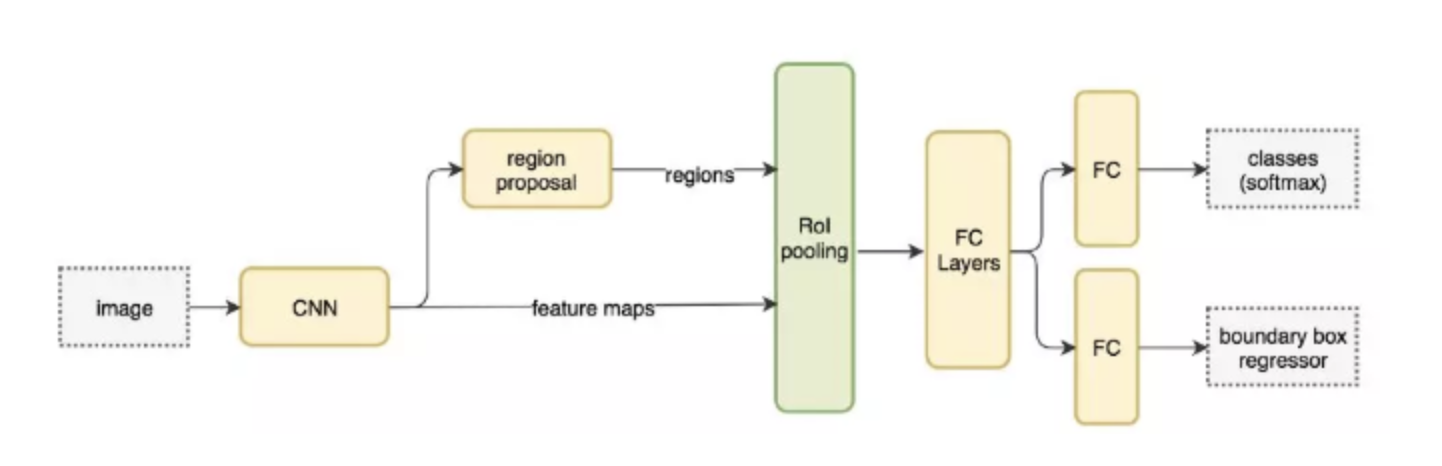 image
CNN
region
proposal
regions
feature maps
RoI
pooling
FC
Layers
FC
classes
(softmax)
FC
boundary box
regressor